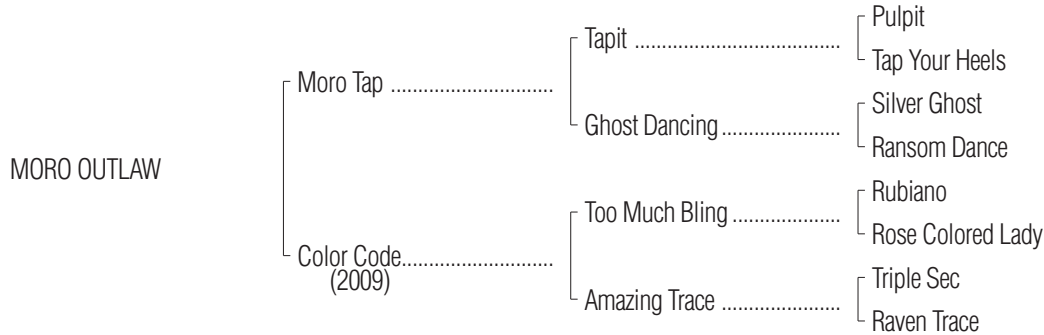 Pulpit
Tapit ........................................
Tap Your Heels
Moro Tap ................................
Silver Ghost
Ghost Dancing .......................
Ransom Dance
MORO OUTLAW
Rubiano
Too Much Bling .....................
Rose Colored Lady
Color Code..............................
(2009)
Triple Sec
Amazing Trace .......................
Raven Trace